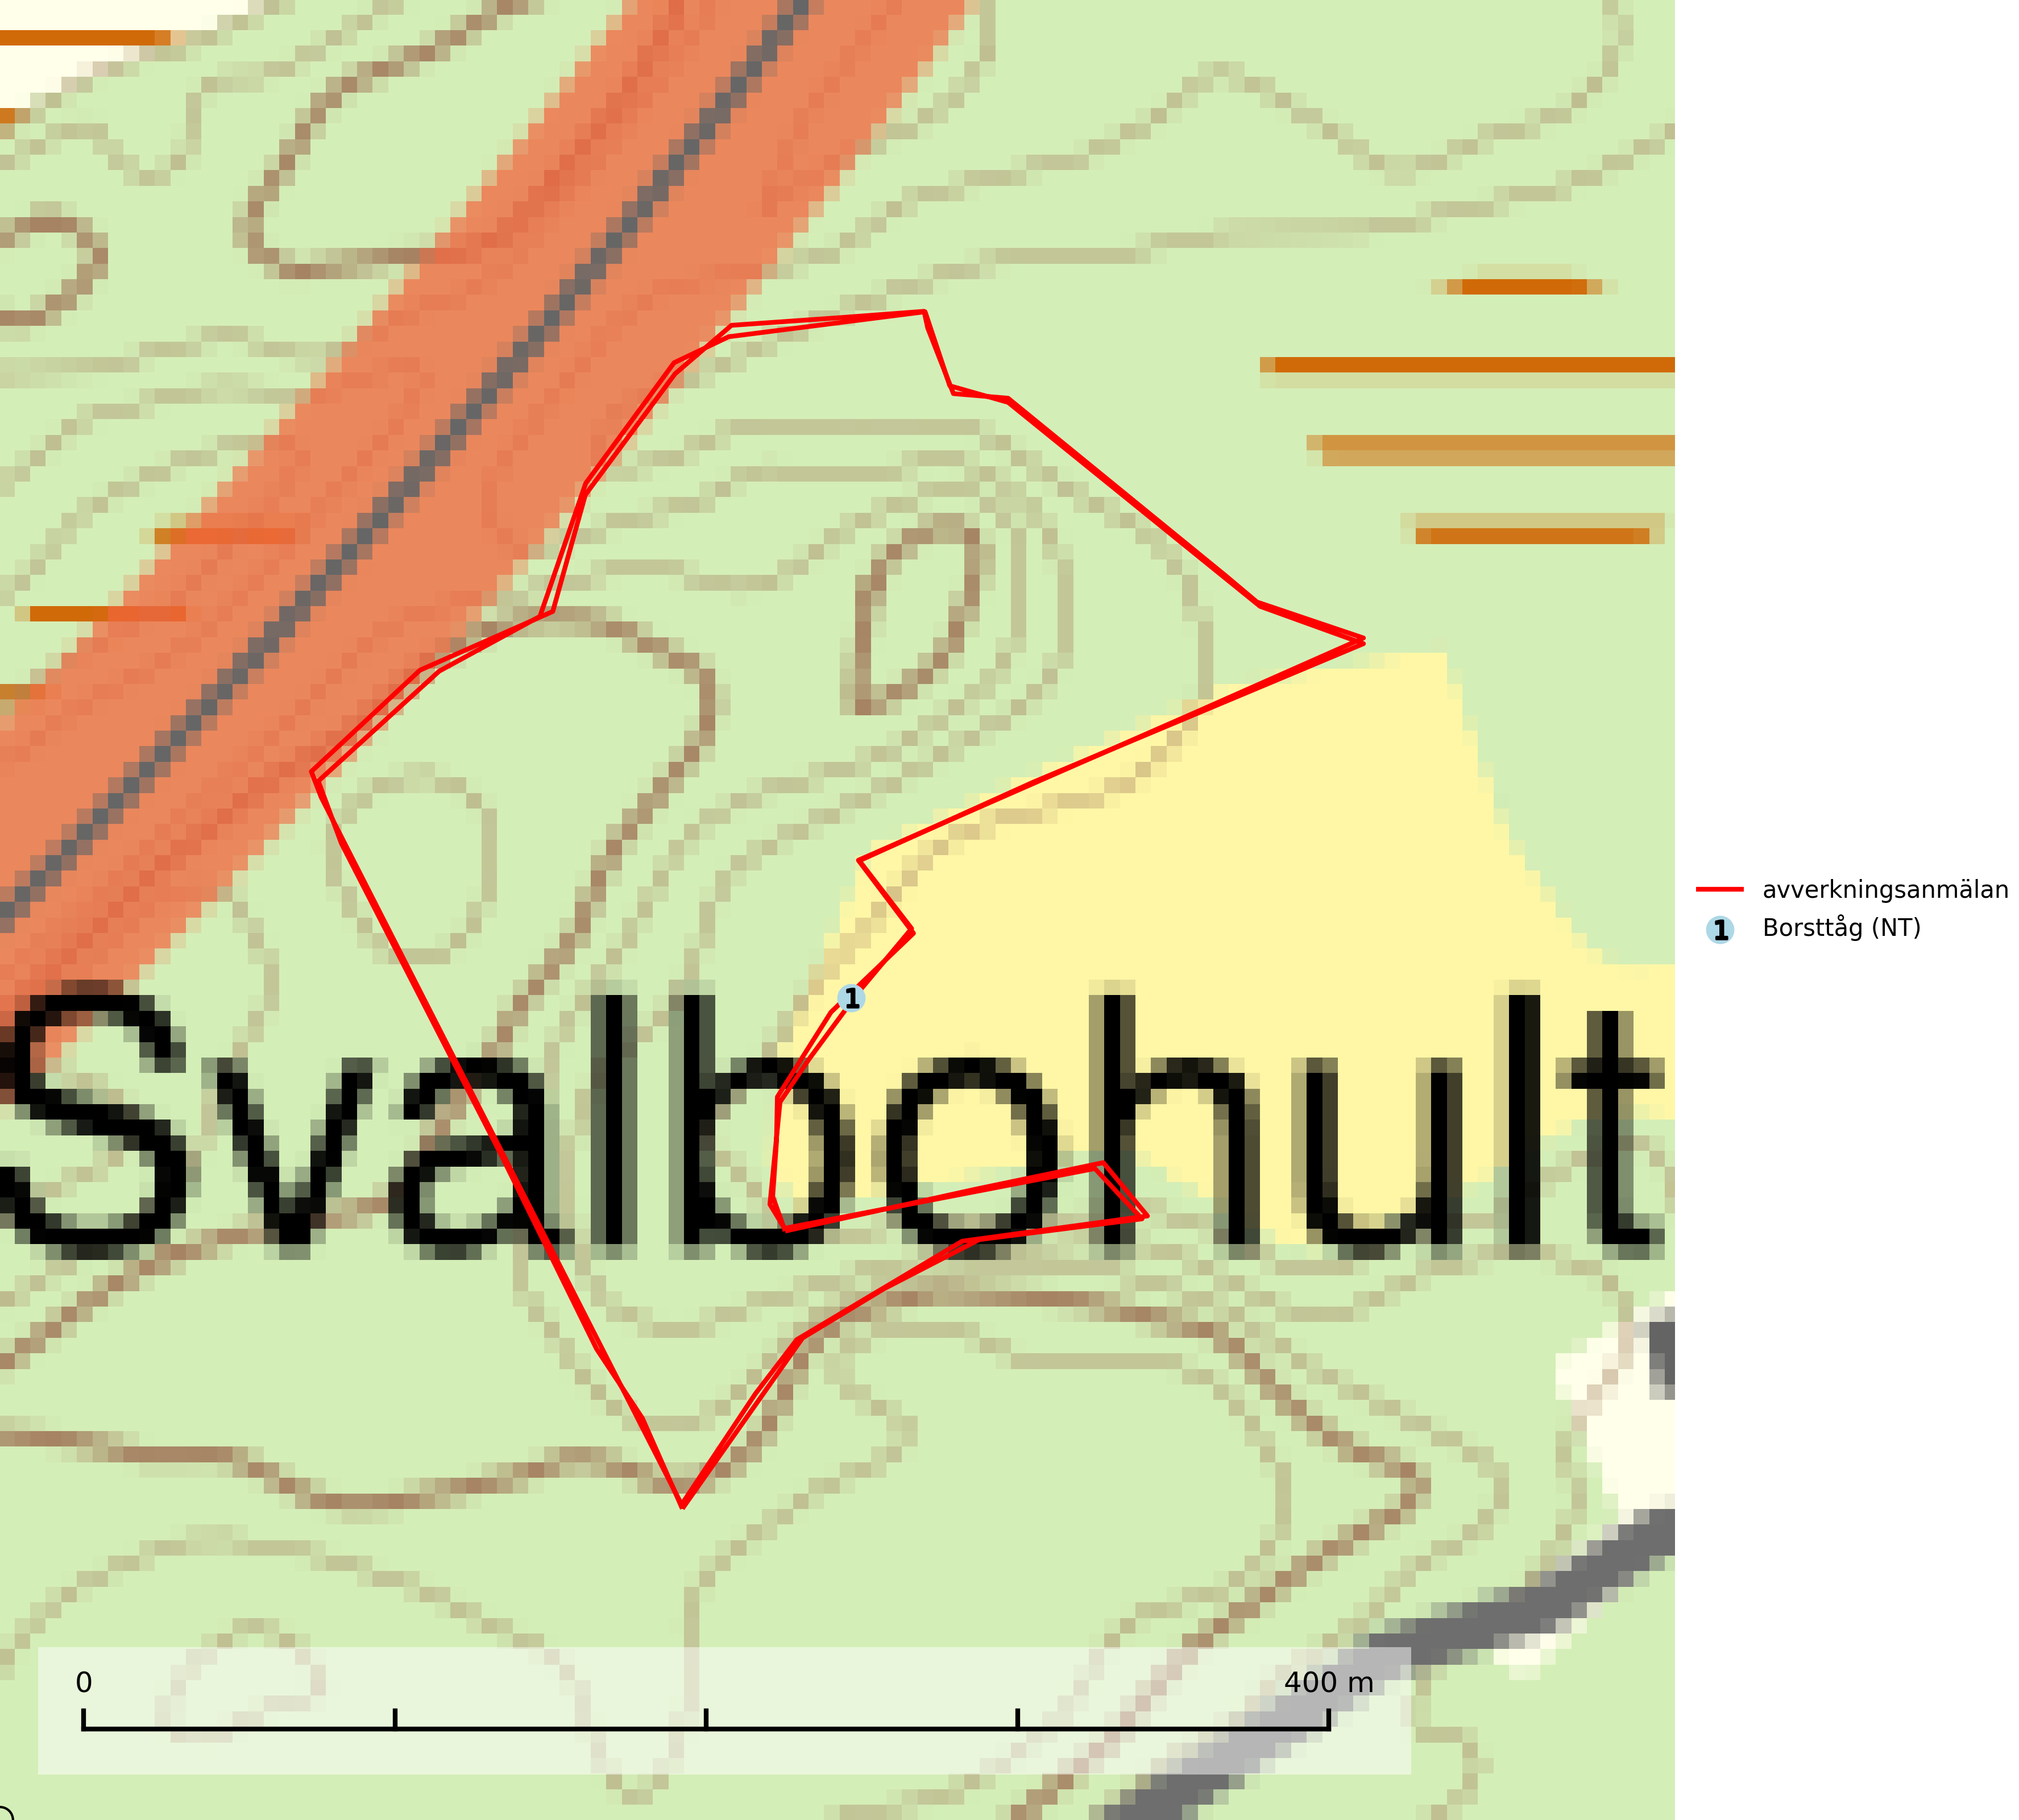 Svalbohult
1
avverkningsanmälan
1 Borsttåg (NT)
0 400 m